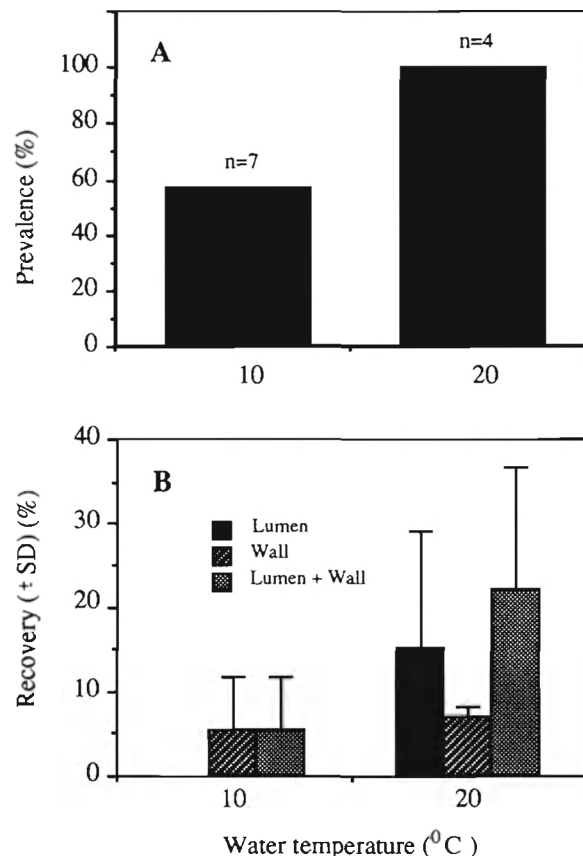 A
n=4
n=7
Prevalence (%)
100
80
60
40
20
0
10
20
B
Lumen
Wall
Lumen + Wall
Recovery (± SD) (%)
40
30
20
10
0
10
20
Water temperature (⁰C)